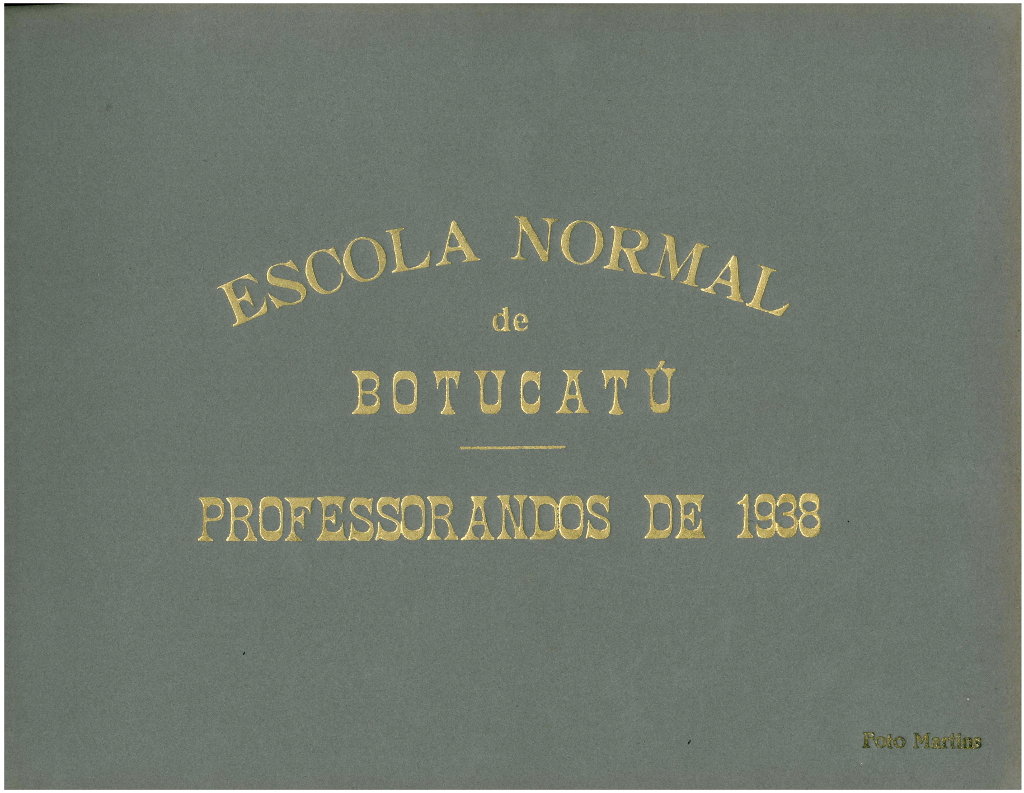 ESCOLA NORMAL
de
BOTUCATÚ
PROFESSORANDOS DE 1938
Foto Martins